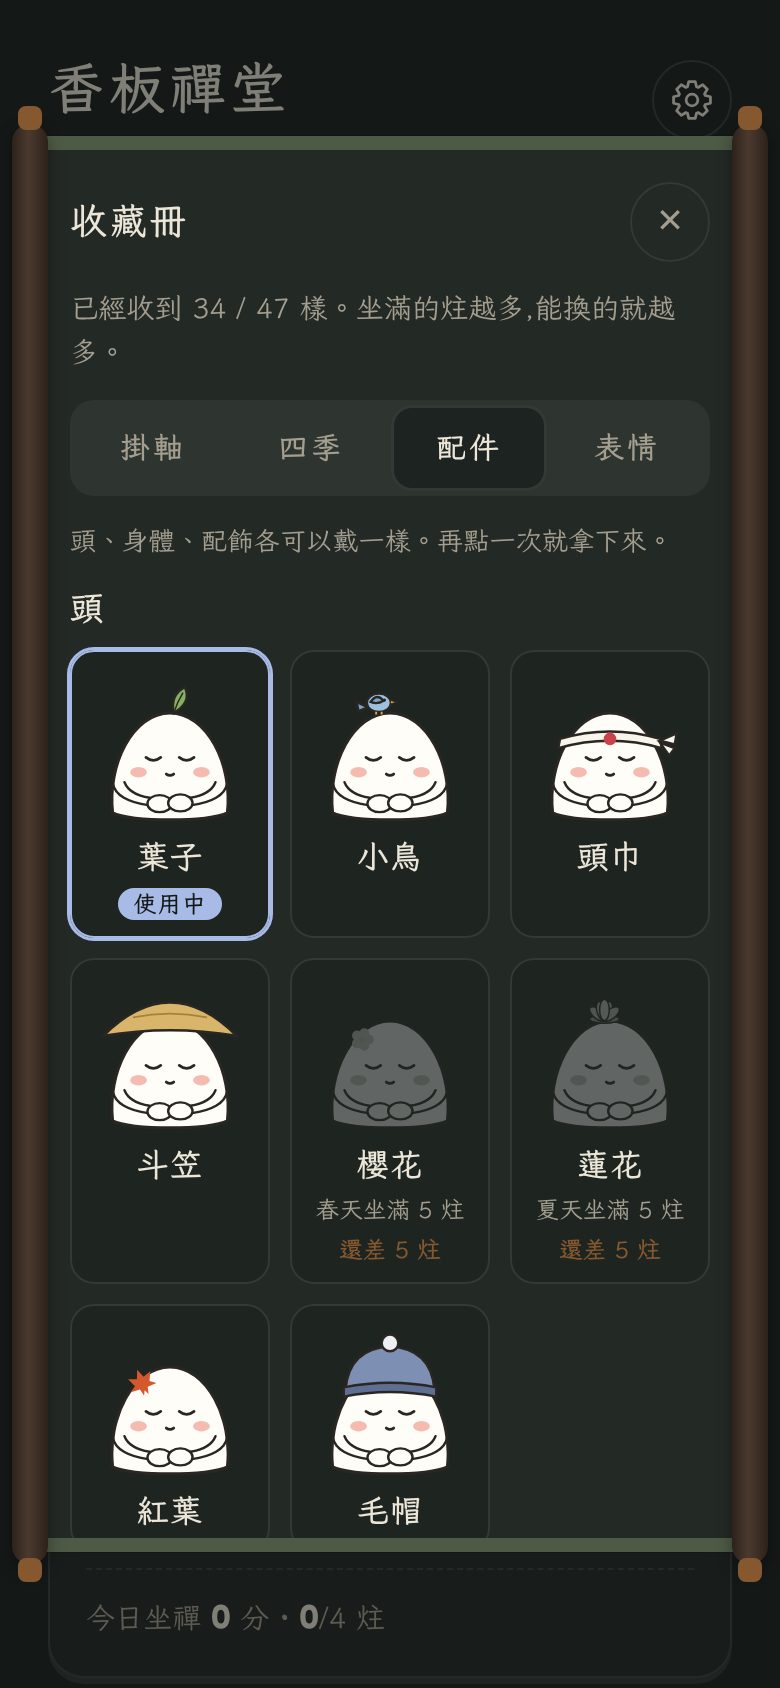 香板禪堂
收藏冊
已經收到 34 / 47 樣。坐滿的炷越多,能換的就越
多。
掛軸 四季 配件 表情
頭、身體、配飾各可以戴一樣。再點一次就拿下來。
頭
葉子 小鳥 頭巾
使用中
斗笠 櫻花 蓮花
春天坐滿 5 炷 夏天坐滿 5 炷
還差 5 炷 還差 5 炷
紅葉 毛帽
今日坐禪 0 分・0/4 炷